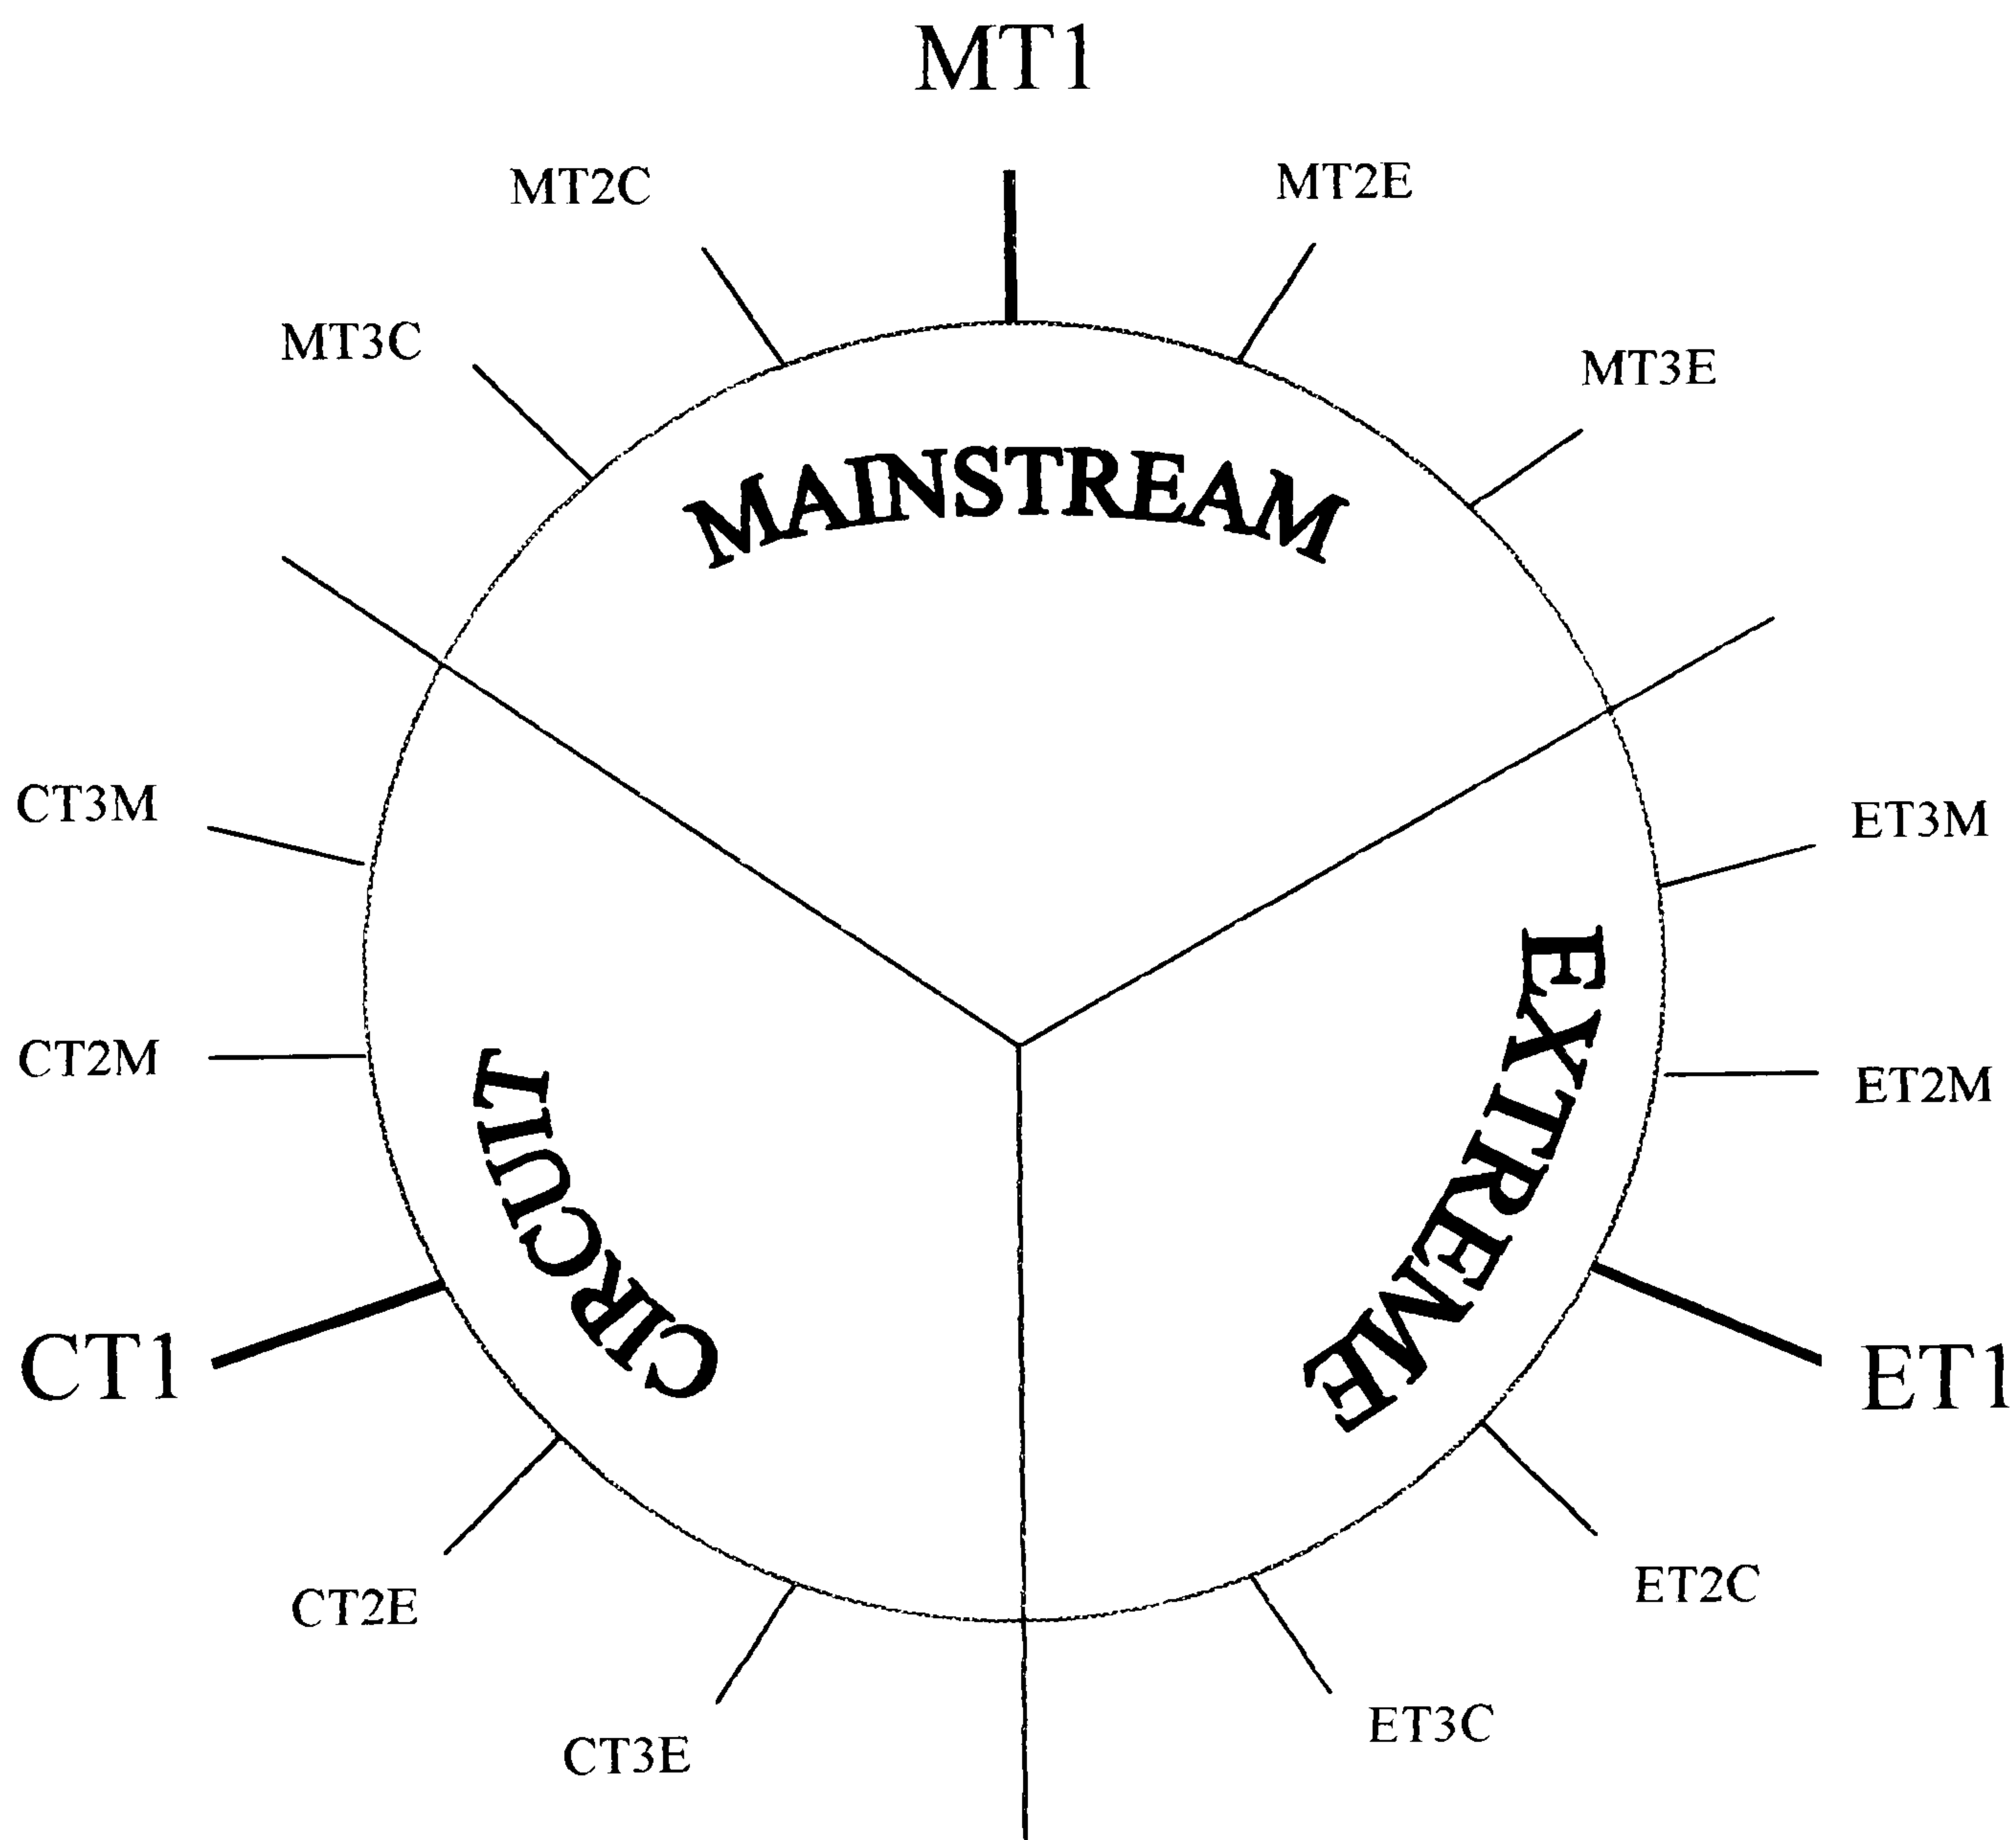 MT1
MT2C
MT2E
MT3C
MT3E
MAINSTREAM
CT3M
ET3M
EXTREME
CT2M
ET2M
CIRCUIT
CT1
ET1
CT2E
ET2C
CT3E
ET3C